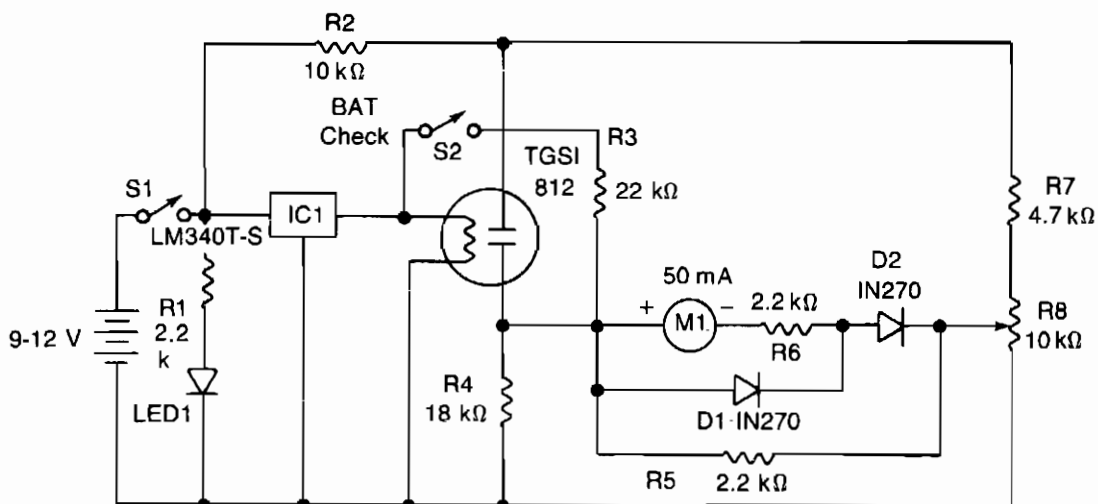 R2
10 kΩ
BAT
Check
S2
R3
22 kΩ
TGSI
812
S1
IC1
LM340T-S
R7
4.7 kΩ
D2
IN270
50 mA
2.2 kΩ
+
M1
−
R6
R8
10 kΩ
9-12 V
R1
2.2
k
LED1
R4
18 kΩ
D1 IN270
R5
2.2 kΩ